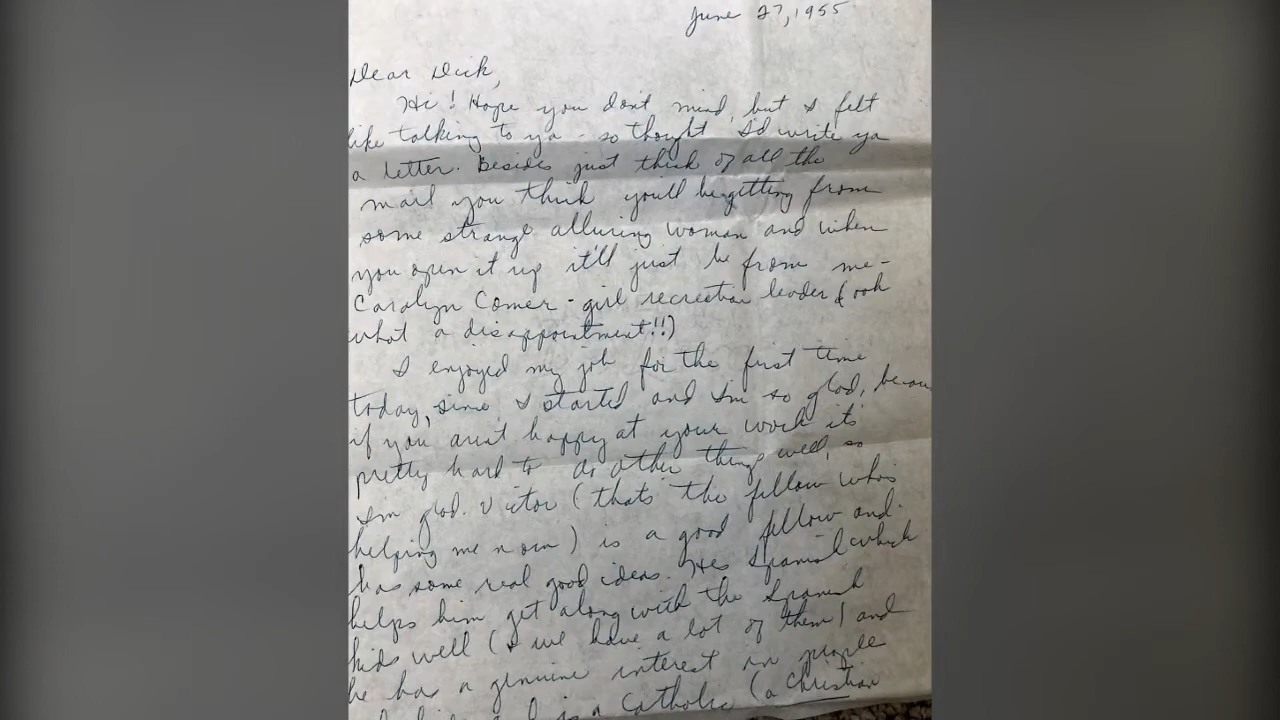 June 27, 1955
Dear Dick,
Hi! Hope you don't mind, but I felt
like talking to ya - so thought I'd write ya
a letter. Besides just think of all the
mail you think you'll be getting from
some strange alluring woman and when
you open it up it'll just be from me -
Carolyn Comer - girl recreation leader (ooh
what a disappointment!!)
I enjoyed my job for the first time
today, since I started and I'm so glad, becau
if you aren't happy at your work it's
pretty hard to do other things well, so
I'm glad. Victor (that's the fellow who's
helping me now) is a good fellow and
has some real good ideas. He's Spanish which
helps him get along with the Spanish
kids well (& we have a lot of them) and
he has a genuine interest in people
is a Catholic (a Christian